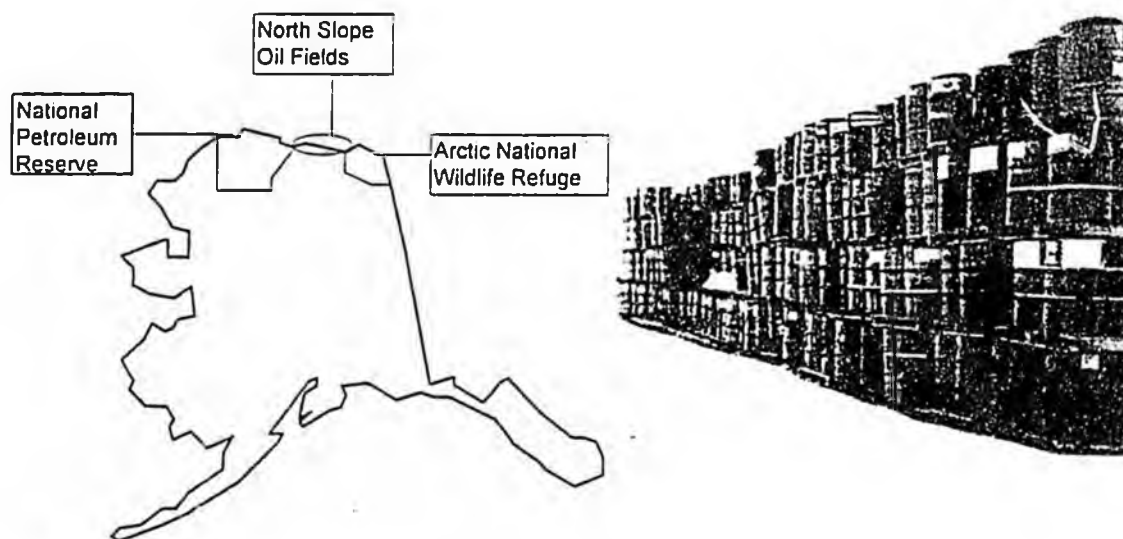 North Slope
Oil Fields
National
Petroleum
Reserve
Arctic National
Wildlife Refuge